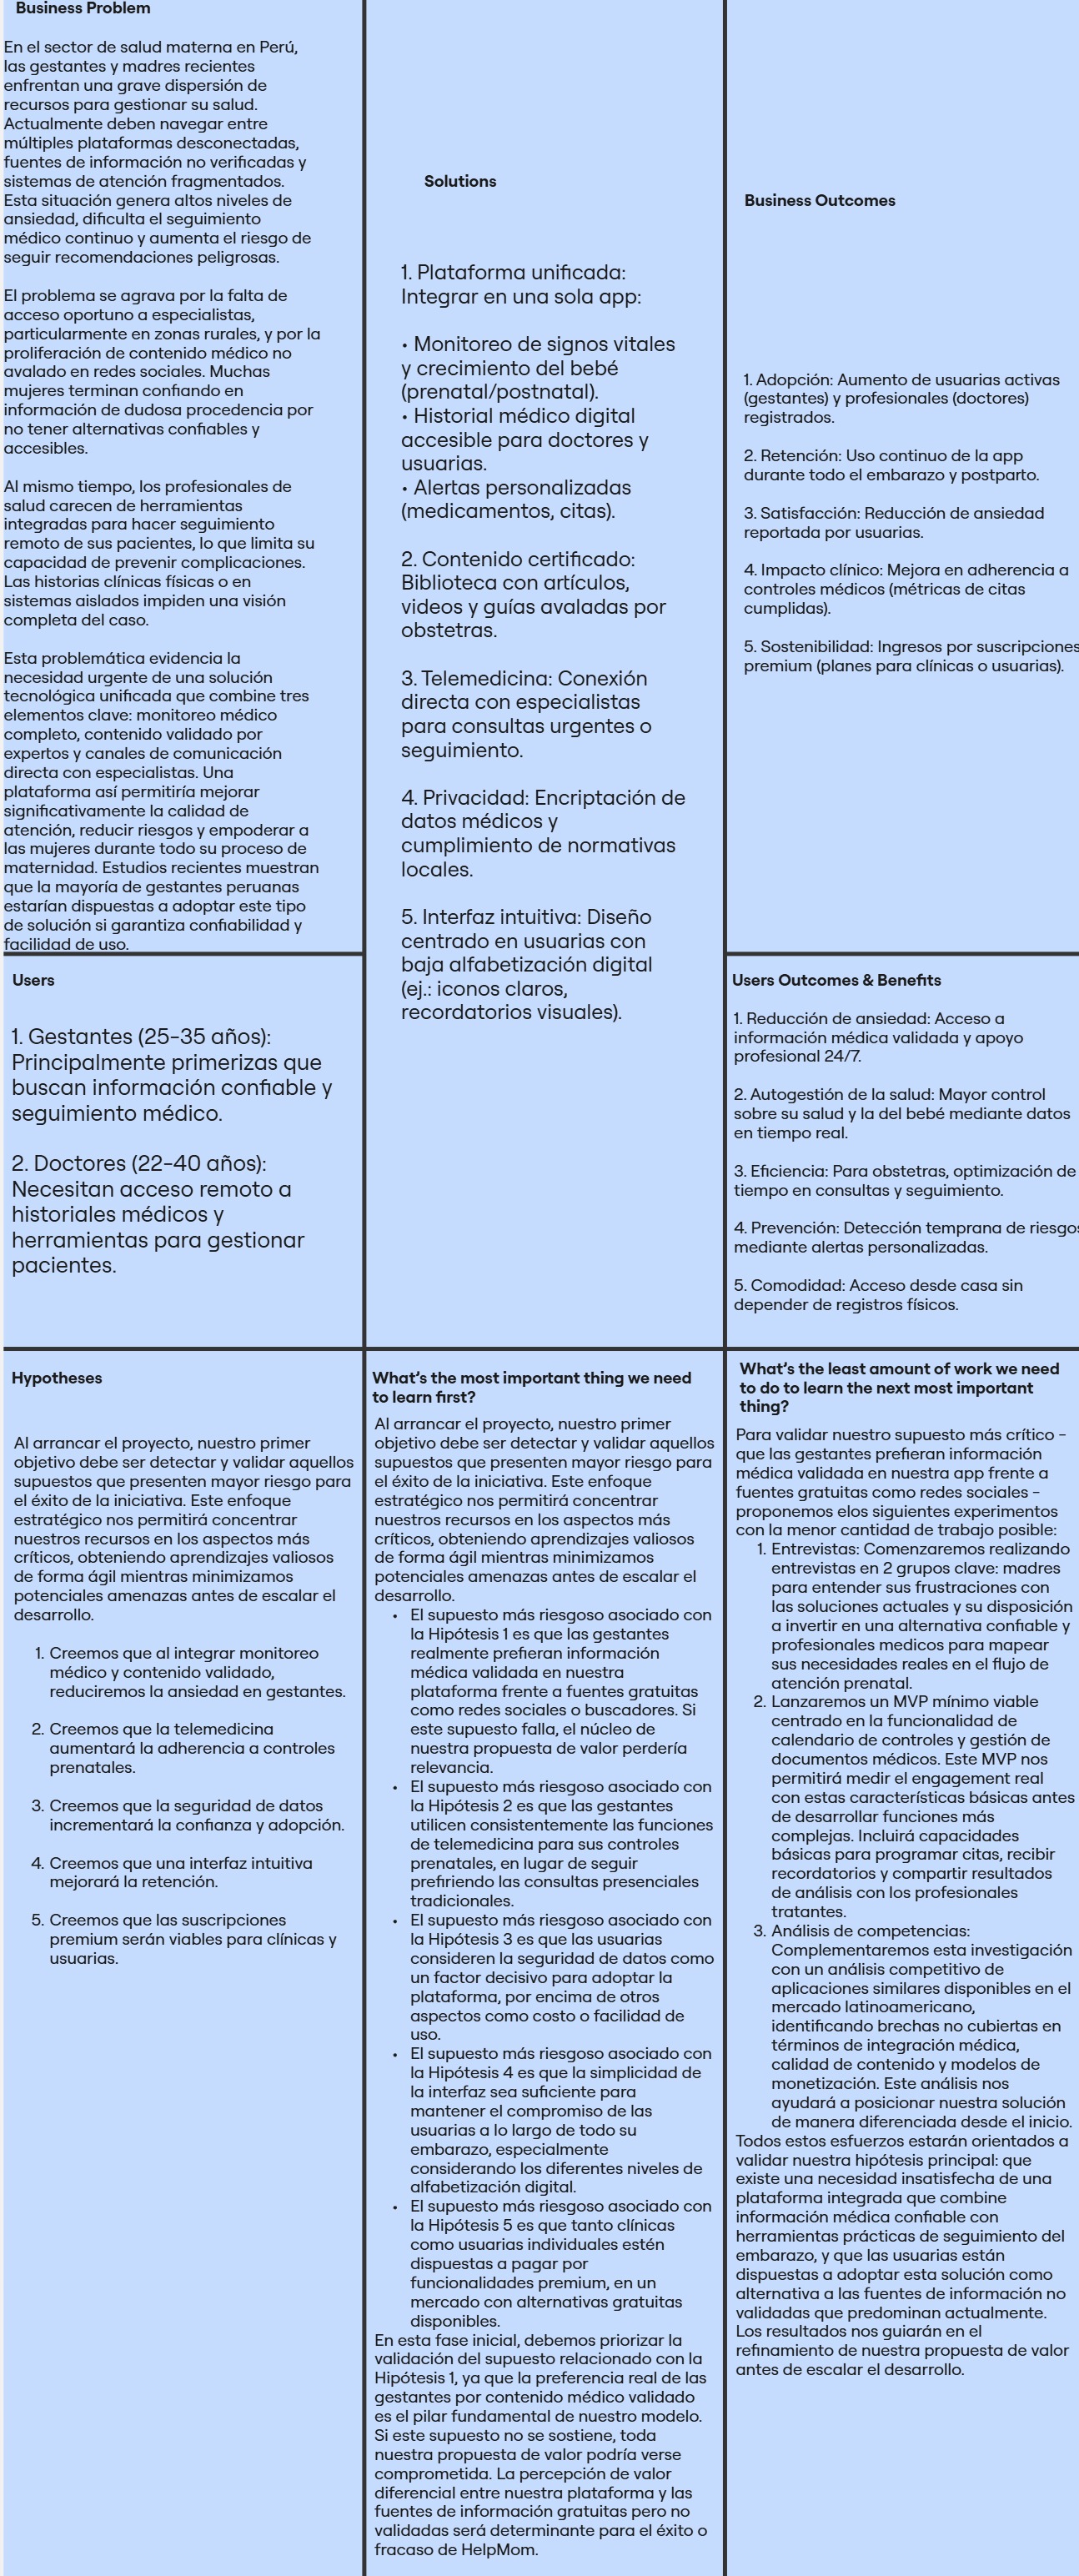 Business Problem
En el sector de salud materna en Perú,
las gestantes y madres recientes
enfrentan una grave dispersión de
recursos para gestionar su salud.
Actualmente deben navegar entre
múltiples plataformas desconectadas,
fuentes de información no verificadas y
sistemas de atención fragmentados.
Esta situación genera altos niveles de
ansiedad, dificulta el seguimiento
médico continuo y aumenta el riesgo de
seguir recomendaciones peligrosas.
El problema se agrava por la falta de
acceso oportuno a especialistas,
particularmente en zonas rurales, y por la
proliferación de contenido médico no
avalado en redes sociales. Muchas
mujeres terminan confiando en
información de dudosa procedencia por
no tener alternativas confiables y
accesibles.
Al mismo tiempo, los profesionales de
salud carecen de herramientas
integradas para hacer seguimiento
remoto de sus pacientes, lo que limita su
capacidad de prevenir complicaciones.
Las historias clínicas físicas o en
sistemas aislados impiden una visión
completa del caso.
Esta problemática evidencia la
necesidad urgente de una solución
tecnológica unificada que combine tres
elementos clave: monitoreo médico
completo, contenido validado por
expertos y canales de comunicación
directa con especialistas. Una
plataforma así permitiría mejorar
significativamente la calidad de
atención, reducir riesgos y empoderar a
las mujeres durante todo su proceso de
maternidad. Estudios recientes muestran
que la mayoría de gestantes peruanas
estarían dispuestas a adoptar este tipo
de solución si garantiza confiabilidad y
facilidad de uso.
Solutions
1. Plataforma unificada:
Integrar en una sola app:
• Monitoreo de signos vitales
y crecimiento del bebé
(prenatal/postnatal).
• Historial médico digital
accesible para doctores y
usuarias.
• Alertas personalizadas
(medicamentos, citas).
2. Contenido certificado:
Biblioteca con artículos,
videos y guías avaladas por
obstetras.
3. Telemedicina: Conexión
directa con especialistas
para consultas urgentes o
seguimiento.
4. Privacidad: Encriptación de
datos médicos y
cumplimiento de normativas
locales.
5. Interfaz intuitiva: Diseño
centrado en usuarias con
baja alfabetización digital
(ej.: iconos claros,
recordatorios visuales).
Business Outcomes
1. Adopción: Aumento de usuarias activas
(gestantes) y profesionales (doctores)
registrados.
2. Retención: Uso continuo de la app
durante todo el embarazo y postparto.
3. Satisfacción: Reducción de ansiedad
reportada por usuarias.
4. Impacto clínico: Mejora en adherencia a
controles médicos (métricas de citas
cumplidas).
5. Sostenibilidad: Ingresos por suscripciones
premium (planes para clínicas o usuarias).
Users
1. Gestantes (25-35 años):
Principalmente primerizas que
buscan información confiable y
seguimiento médico.
2. Doctores (22-40 años):
Necesitan acceso remoto a
historiales médicos y
herramientas para gestionar
pacientes.
Users Outcomes & Benefits
1. Reducción de ansiedad: Acceso a
información médica validada y apoyo
profesional 24/7.
2. Autogestión de la salud: Mayor control
sobre su salud y la del bebé mediante datos
en tiempo real.
3. Eficiencia: Para obstetras, optimización de
tiempo en consultas y seguimiento.
4. Prevención: Detección temprana de riesgos
mediante alertas personalizadas.
5. Comodidad: Acceso desde casa sin
depender de registros físicos.
Hypotheses
Al arrancar el proyecto, nuestro primer
objetivo debe ser detectar y validar aquellos
supuestos que presenten mayor riesgo para
el éxito de la iniciativa. Este enfoque
estratégico nos permitirá concentrar
nuestros recursos en los aspectos más
críticos, obteniendo aprendizajes valiosos
de forma ágil mientras minimizamos
potenciales amenazas antes de escalar el
desarrollo.
1. Creemos que al integrar monitoreo
médico y contenido validado,
reduciremos la ansiedad en gestantes.
2. Creemos que la telemedicina
aumentará la adherencia a controles
prenatales.
3. Creemos que la seguridad de datos
incrementará la confianza y adopción.
4. Creemos que una interfaz intuitiva
mejorará la retención.
5. Creemos que las suscripciones
premium serán viables para clínicas y
usuarias.
What's the most important thing we need
to learn first?
Al arrancar el proyecto, nuestro primer
objetivo debe ser detectar y validar aquellos
supuestos que presenten mayor riesgo para
el éxito de la iniciativa. Este enfoque
estratégico nos permitirá concentrar
nuestros recursos en los aspectos más
críticos, obteniendo aprendizajes valiosos
de forma ágil mientras minimizamos
potenciales amenazas antes de escalar el
desarrollo.
• El supuesto más riesgoso asociado con
la Hipótesis 1 es que las gestantes
realmente prefieran información
médica validada en nuestra
plataforma frente a fuentes gratuitas
como redes sociales o buscadores. Si
este supuesto falla, el núcleo de
nuestra propuesta de valor perdería
relevancia.
• El supuesto más riesgoso asociado con
la Hipótesis 2 es que las gestantes
utilicen consistentemente las funciones
de telemedicina para sus controles
prenatales, en lugar de seguir
prefiriendo las consultas presenciales
tradicionales.
• El supuesto más riesgoso asociado con
la Hipótesis 3 es que las usuarias
consideren la seguridad de datos como
un factor decisivo para adoptar la
plataforma, por encima de otros
aspectos como costo o facilidad de
uso.
• El supuesto más riesgoso asociado con
la Hipótesis 4 es que la simplicidad de
la interfaz sea suficiente para
mantener el compromiso de las
usuarias a lo largo de todo su
embarazo, especialmente
considerando los diferentes niveles de
alfabetización digital.
• El supuesto más riesgoso asociado con
la Hipótesis 5 es que tanto clínicas
como usuarias individuales estén
dispuestas a pagar por
funcionalidades premium, en un
mercado con alternativas gratuitas
disponibles.
En esta fase inicial, debemos priorizar la
validación del supuesto relacionado con la
Hipótesis 1, ya que la preferencia real de las
gestantes por contenido médico validado
es el pilar fundamental de nuestro modelo.
Si este supuesto no se sostiene, toda
nuestra propuesta de valor podría verse
comprometida. La percepción de valor
diferencial entre nuestra plataforma y las
fuentes de información gratuitas pero no
validadas será determinante para el éxito o
fracaso de HelpMom.
What's the least amount of work we need
to do to learn the next most important
thing?
Para validar nuestro supuesto más crítico –
que las gestantes prefieran información
médica validada en nuestra app frente a
fuentes gratuitas como redes sociales –
proponemos elos siguientes experimentos
con la menor cantidad de trabajo posible:
1. Entrevistas: Comenzaremos realizando
entrevistas en 2 grupos clave: madres
para entender sus frustraciones con
las soluciones actuales y su disposición
a invertir en una alternativa confiable y
profesionales medicos para mapear
sus necesidades reales en el flujo de
atención prenatal.
2. Lanzaremos un MVP mínimo viable
centrado en la funcionalidad de
calendario de controles y gestión de
documentos médicos. Este MVP nos
permitirá medir el engagement real
con estas características básicas antes
de desarrollar funciones más
complejas. Incluirá capacidades
básicas para programar citas, recibir
recordatorios y compartir resultados
de análisis con los profesionales
tratantes.
3. Análisis de competencias:
Complementaremos esta investigación
con un análisis competitivo de
aplicaciones similares disponibles en el
mercado latinoamericano,
identificando brechas no cubiertas en
términos de integración médica,
calidad de contenido y modelos de
monetización. Este análisis nos
ayudará a posicionar nuestra solución
de manera diferenciada desde el inicio.
Todos estos esfuerzos estarán orientados a
validar nuestra hipótesis principal: que
existe una necesidad insatisfecha de una
plataforma integrada que combine
información médica confiable con
herramientas prácticas de seguimiento del
embarazo, y que las usuarias están
dispuestas a adoptar esta solución como
alternativa a las fuentes de información no
validadas que predominan actualmente.
Los resultados nos guiarán en el
refinamiento de nuestra propuesta de valor
antes de escalar el desarrollo.